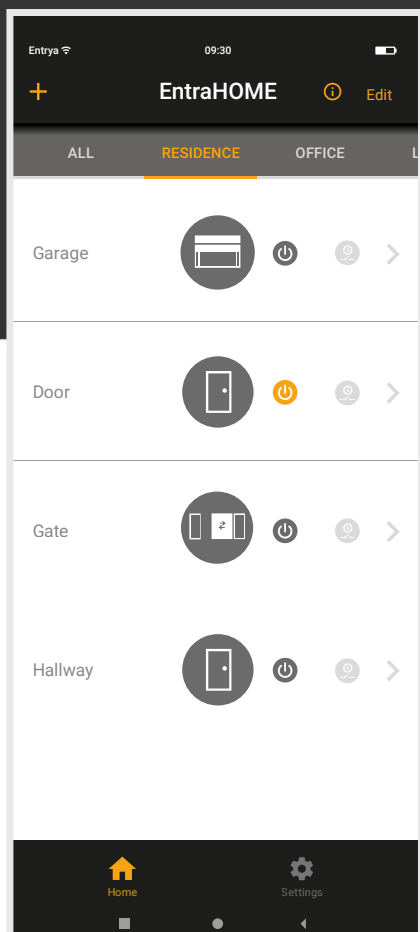 Entrya 09:30
EntraHOME Edit
ALL RESIDENCE OFFICE L
Garage
Door
Gate
Hallway
Home Settings